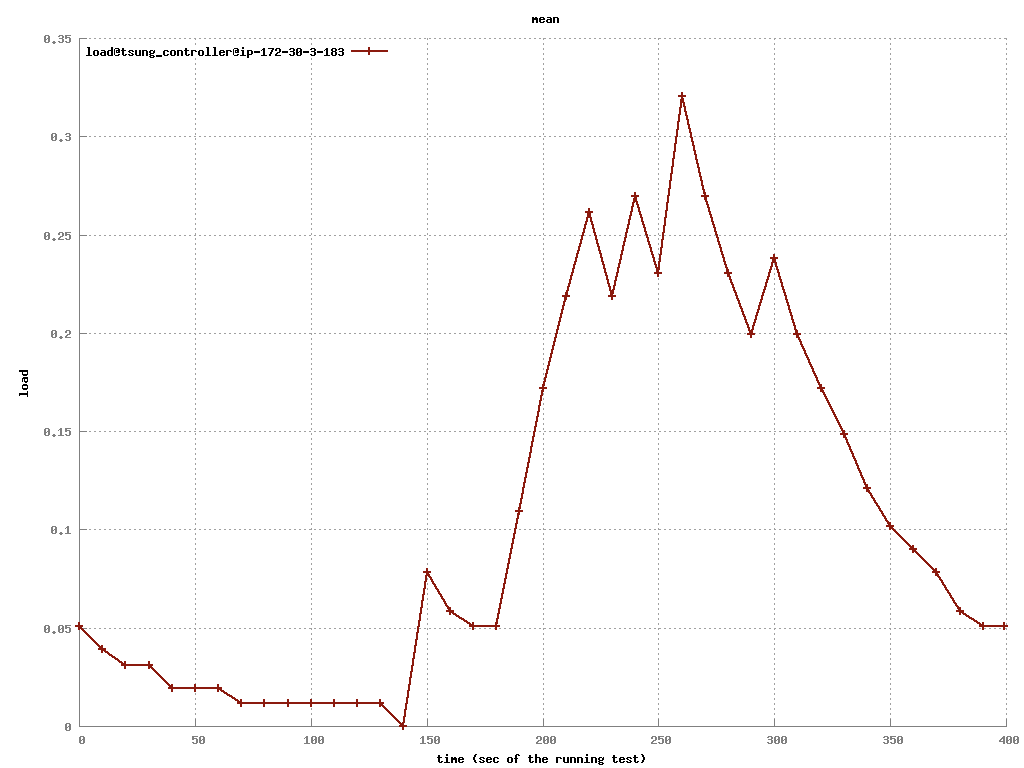 mean
load@tsung_controller@ip-172-30-3-183
0.35
0.3
0.25
0.2
0.15
0.1
0.05
0
load
0 50 100 150 200 250 300 350 400
time (sec of the running test)